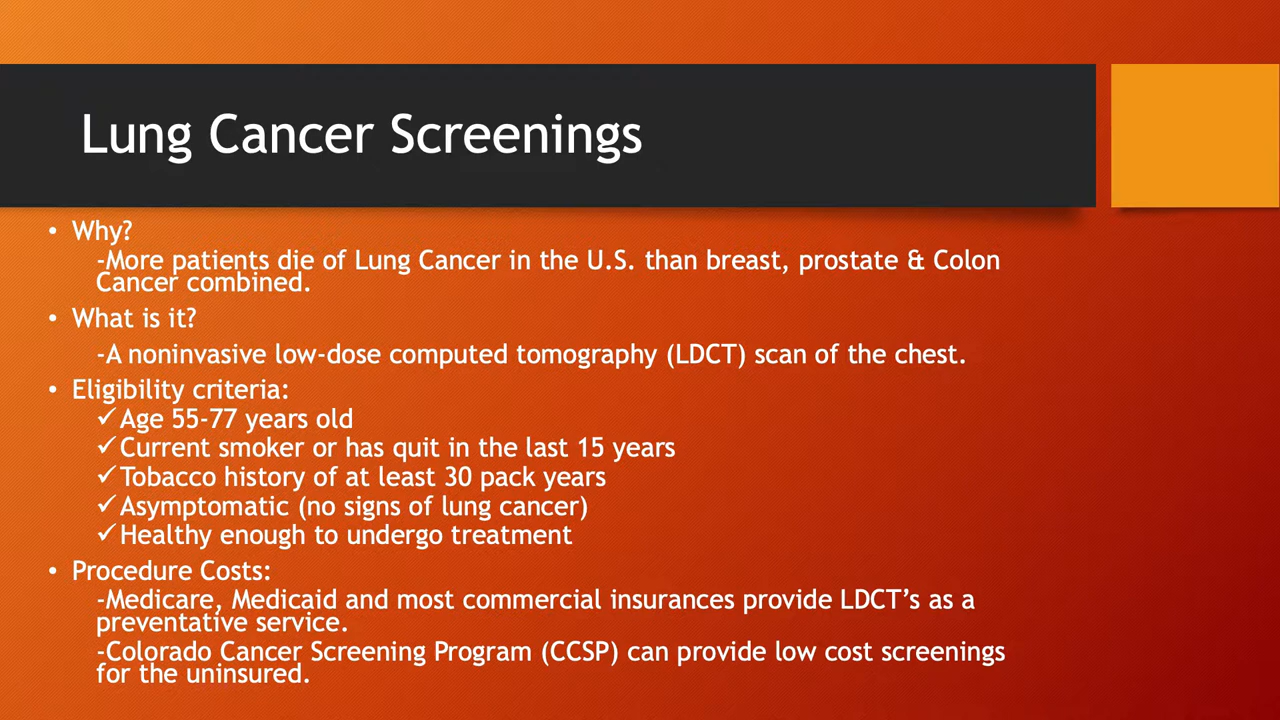 Lung Cancer Screenings
• Why?
-More patients die of Lung Cancer in the U.S. than breast, prostate & Colon
Cancer combined.
• What is it?
-A noninvasive low-dose computed tomography (LDCT) scan of the chest.
• Eligibility criteria:
✓Age 55-77 years old
✓Current smoker or has quit in the last 15 years
✓Tobacco history of at least 30 pack years
✓Asymptomatic (no signs of lung cancer)
✓Healthy enough to undergo treatment
• Procedure Costs:
-Medicare, Medicaid and most commercial insurances provide LDCT’s as a
preventative service.
-Colorado Cancer Screening Program (CCSP) can provide low cost screenings
for the uninsured.